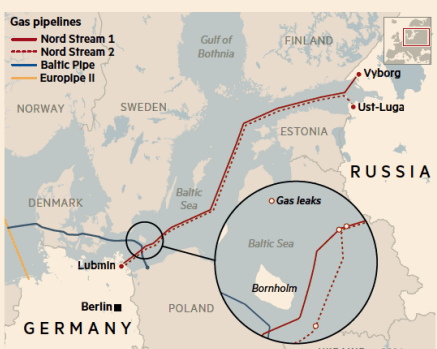 Gas pipelines
Nord Stream 1
Nord Stream 2
Baltic Pipe
Europipe II
Gulf of
Bothnia
FINLAND
Vyborg
NORWAY
SWEDEN
Ust-Luga
ESTONIA
RUSSIA
Baltic
Sea
DENMARK
Gas leaks
Baltic Sea
Lubmin
Bornholm
Berlin
POLAND
GERMANY